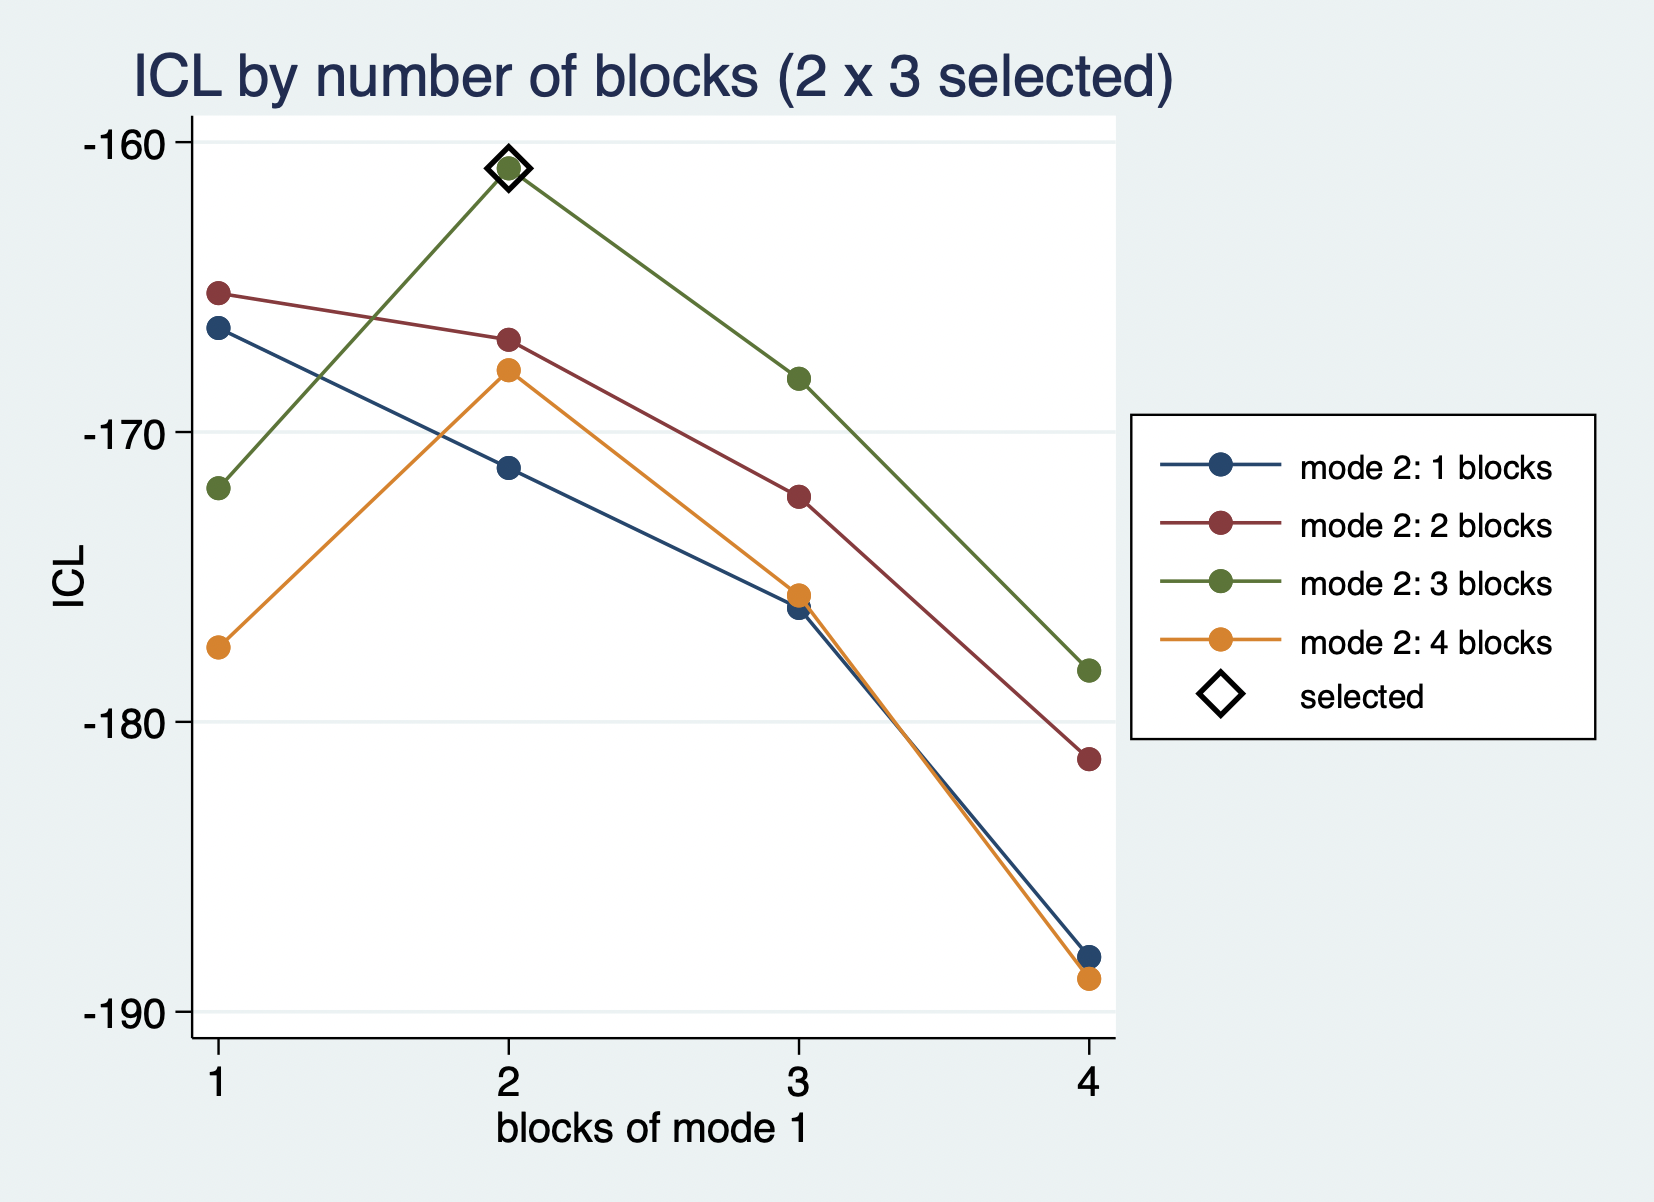 ICL by number of blocks (2 x 3 selected)
-160
-170
-180
-190
ICL
1 2 3 4
blocks of mode 1
mode 2: 1 blocks
mode 2: 2 blocks
mode 2: 3 blocks
mode 2: 4 blocks
selected